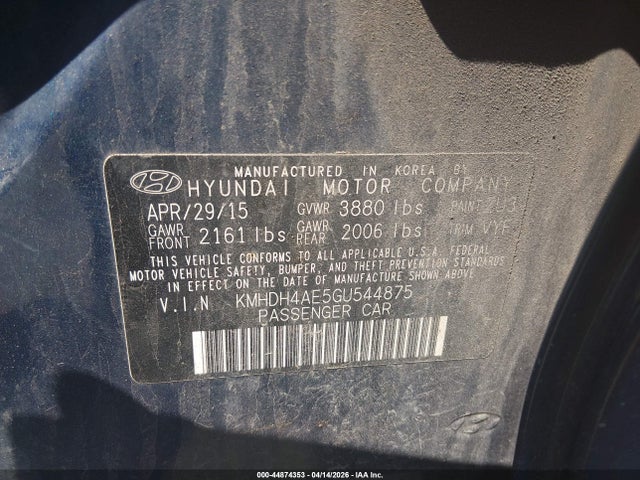 MANUFACTURED IN KOREA BY
HYUNDAI MOTOR COMPANY
APR/29/15 GVWR 3880 lbs PAINT
GAWR FRONT 2161 lbs GAWR REAR 2006 lbs TRIM VYF
THIS VEHICLE CONFORMS TO ALL APPLICABLE U.S.A. FEDERAL
MOTOR VEHICLE SAFETY, BUMPER, AND THEFT PREVENTION STANDARDS
IN EFFECT ON THE DATE OF MANUFACTURE SHOWN ABOVE.
V.I.N KMHDH4AE5GU544875
PASSENGER CAR
000-44874353 | 04/14/2026 | IAA Inc.